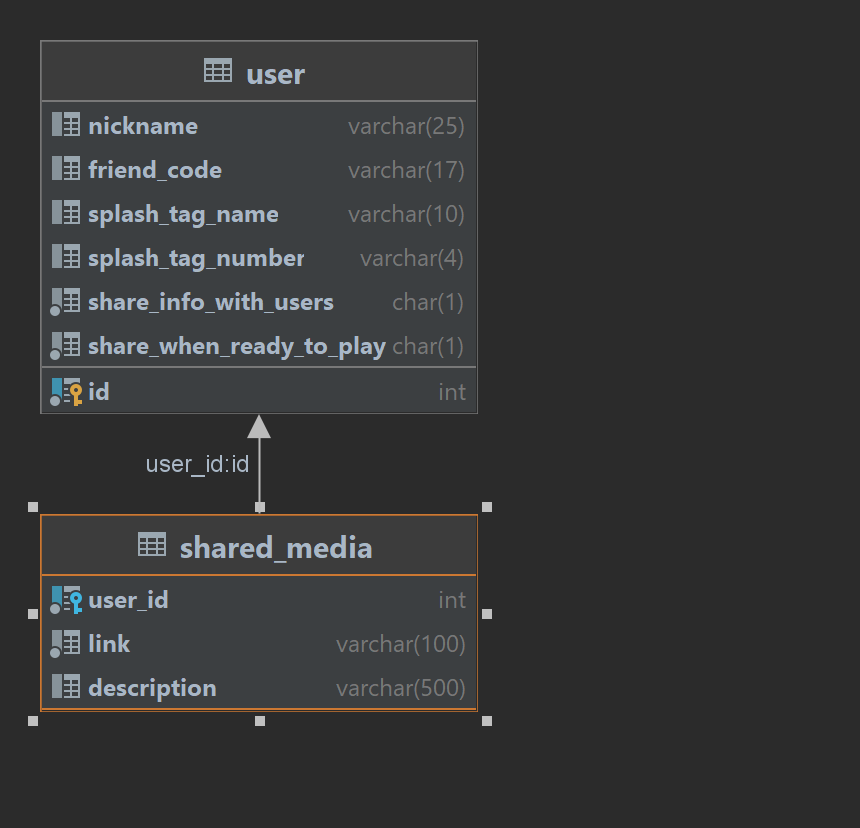 user
nickname varchar(25)
friend_code varchar(17)
splash_tag_name varchar(10)
splash_tag_number varchar(4)
share_info_with_users char(1)
share_when_ready_to_play char(1)
id int
user_id:id
shared_media
user_id int
link varchar(100)
description varchar(500)